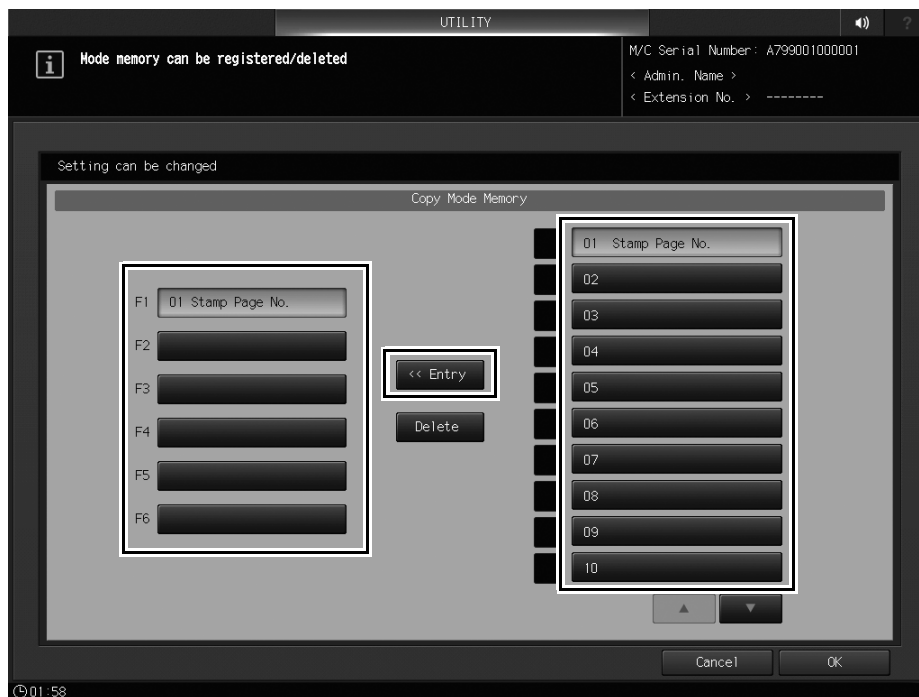 UTILITY
?
Mode memory can be registered/deleted
M/C Serial Number: A799001000001
< Admin. Name >
< Extension No. > --------
Setting can be changed
Copy Mode Memory
F1 01 Stamp Page No.
F2
F3
F4
F5
F6
<< Entry
Delete
01 Stamp Page No.
02
03
04
05
06
07
08
09
10
Cancel
OK
01:58